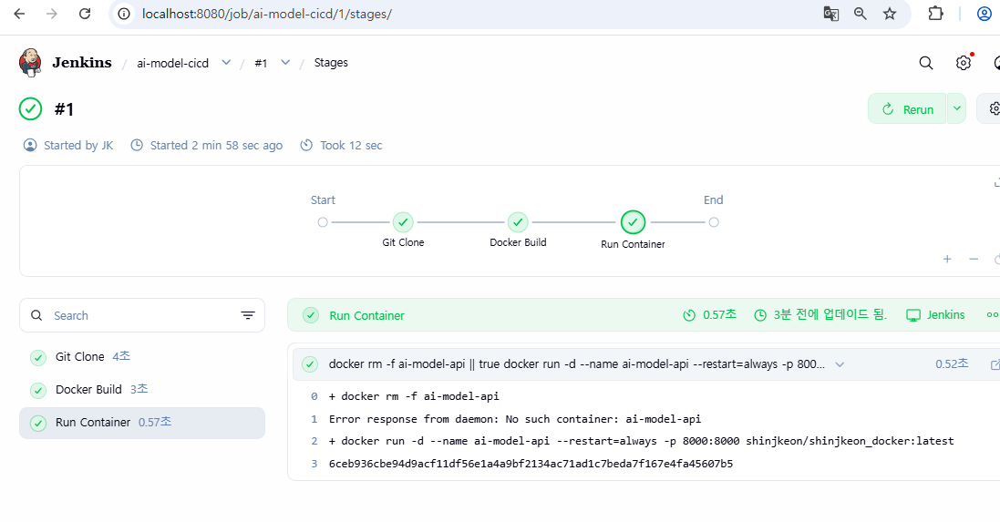 localhost:8080/job/ai-model-cicd/1/stages/
Jenkins / ai-model-cicd / #1 / Stages
#1
Rerun
Started by JK Started 2 min 58 sec ago Took 12 sec
Start End
Git Clone Docker Build Run Container
Search
Git Clone 4초
Docker Build 3초
Run Container 0.57초
Run Container 0.57초 3분 전에 업데이트 됨. Jenkins
docker rm -f ai-model-api || true docker run -d --name ai-model-api --restart=always -p 800... 0.52초
0 + docker rm -f ai-model-api
1 Error response from daemon: No such container: ai-model-api
2 + docker run -d --name ai-model-api --restart=always -p 8000:8000 shinjkeon/shinjkeon_docker:latest
3 6ceb936cbe94d9acf11df56e1a4a9bf2134ac71ad1c7beda7f167e4fa45607b5